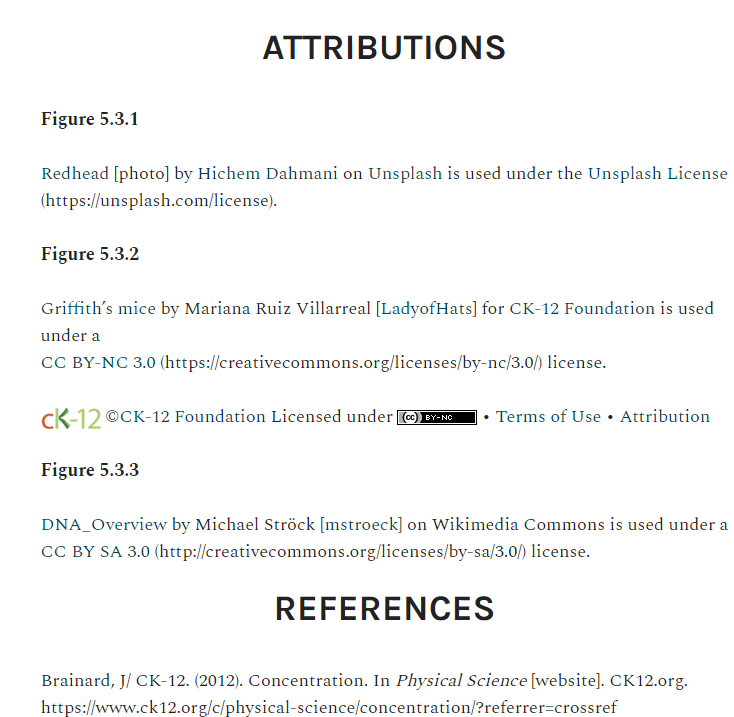 ATTRIBUTIONS
Figure 5.3.1
Redhead [photo] by Hichem Dahmani on Unsplash is used under the Unsplash License
(https://unsplash.com/license).
Figure 5.3.2
Griffith’s mice by Mariana Ruiz Villarreal [LadyofHats] for CK-12 Foundation is used
under a
CC BY-NC 3.0 (https://creativecommons.org/licenses/by-nc/3.0/) license.
cK-12 ©CK-12 Foundation Licensed under (cc) BY-NC • Terms of Use • Attribution
Figure 5.3.3
DNA_Overview by Michael Ströck [mstroeck] on Wikimedia Commons is used under a
CC BY SA 3.0 (http://creativecommons.org/licenses/by-sa/3.0/) license.
REFERENCES
Brainard, J/ CK-12. (2012). Concentration. In Physical Science [website]. CK12.org.
https://www.ck12.org/c/physical-science/concentration/?referrer=crossref